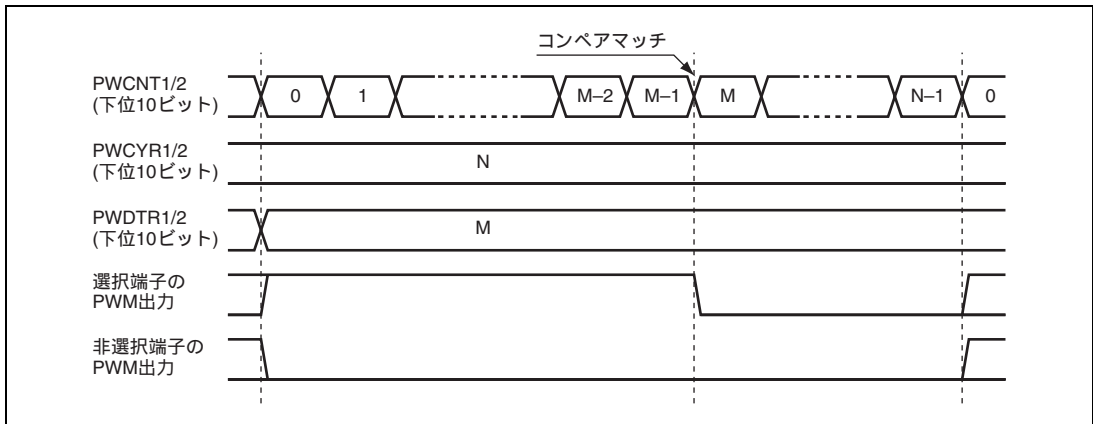 コンペアマッチ
PWCNT1/2
(下位10ビット)
0 1 M–2 M–1 M N–1 0
PWCYR1/2
(下位10ビット)
N
PWDTR1/2
(下位10ビット)
M
選択端子の
PWM出力
非選択端子の
PWM出力